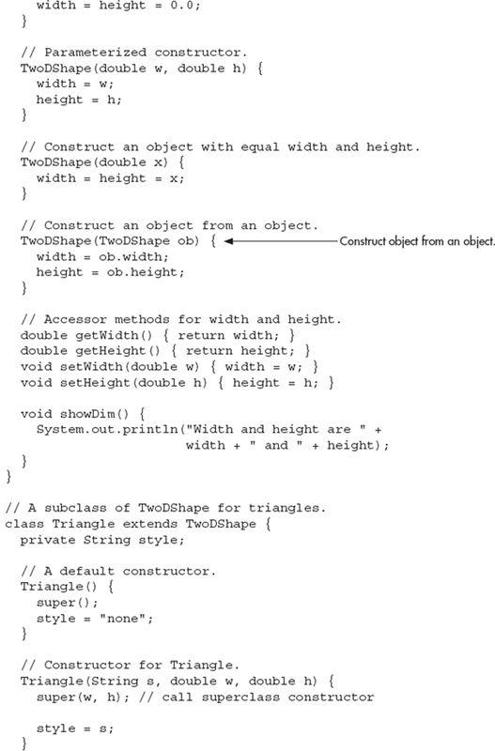 width = height = 0.0;
  }

  // Parameterized constructor.
  TwoDShape(double w, double h) {
    width = w;
    height = h;
  }

  // Construct an object with equal width and height.
  TwoDShape(double x) {
    width = height = x;
  }

  // Construct an object from an object.
  TwoDShape(TwoDShape ob) { Construct object from an object.
    width = ob.width;
    height = ob.height;
  }

  // Accessor methods for width and height.
  double getWidth() { return width; }
  double getHeight() { return height; }
  void setWidth(double w) { width = w; }
  void setHeight(double h) { height = h; }

  void showDim() {
    System.out.println("Width and height are " +
                       width + " and " + height);
  }
}

// A subclass of TwoDShape for triangles.
class Triangle extends TwoDShape {
  private String style;

  // A default constructor.
  Triangle() {
    super();
    style = "none";
  }

  // Constructor for Triangle.
  Triangle(String s, double w, double h) {
    super(w, h); // call superclass constructor

    style = s;
  }